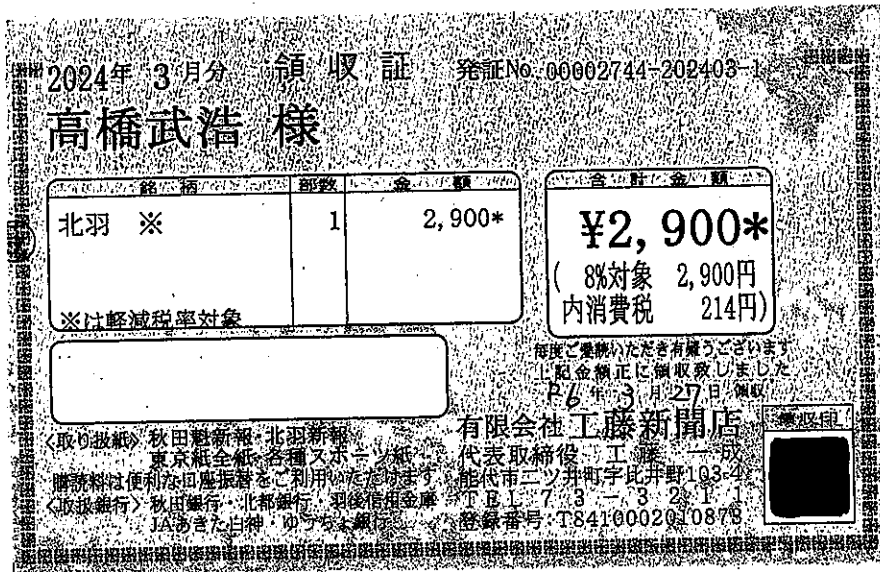 2024年 3月分 領収証 発証No 00002744-202403-1
高橋武浩 様
銘柄 部数 金額
北羽 ※ 1 2,900*
※は軽減税率対象
合計金額
¥2,900*
( 8%対象 2,900円
内消費税 214円)
毎度ご愛読いただき有難うございます
上記金額正に領収致しました
R6年3月27日 領収
有限会社 工藤新聞店
代表取締役 工藤 一成
能代市二ツ井町字比井野103-4
TEL 73-3211
登録番号:T8410002010878
領収印
<取り扱紙> 秋田魁新報・北羽新報
東京紙全紙・各種スポーツ紙
購読料は便利な口座振替をご利用いただけます
<取扱銀行> 秋田銀行・北都銀行・羽後信用金庫
JAあきた白神・ゆうちょ銀行